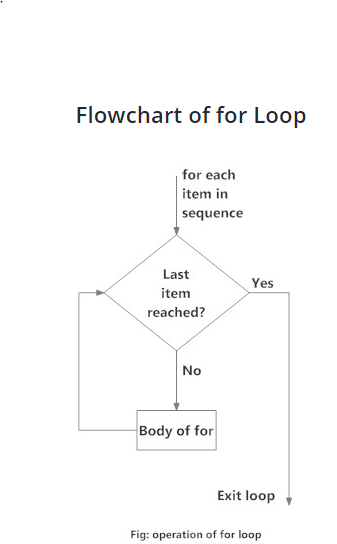 Flowchart of for Loop
for each
item in
sequence
Last
item
reached?
Yes
No
Body of for
Exit loop
Fig: operation of for loop